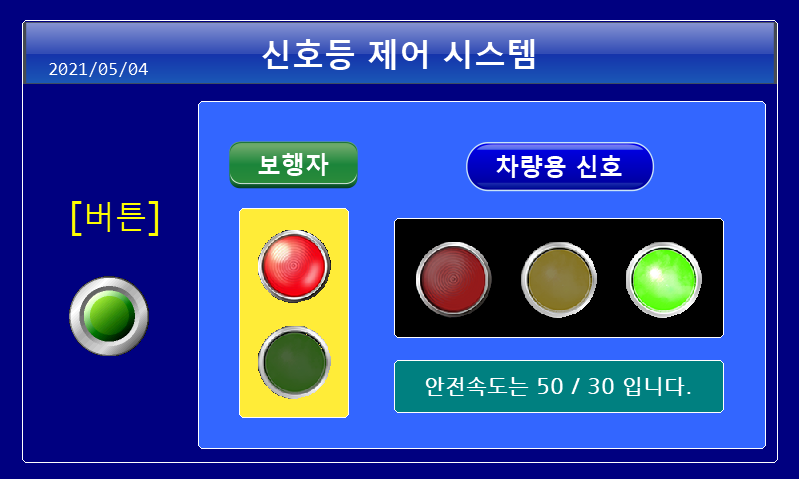 신호등 제어 시스템
2021/05/04
보행자
차량용 신호
[버튼]
안전속도는 50 / 30 입니다.